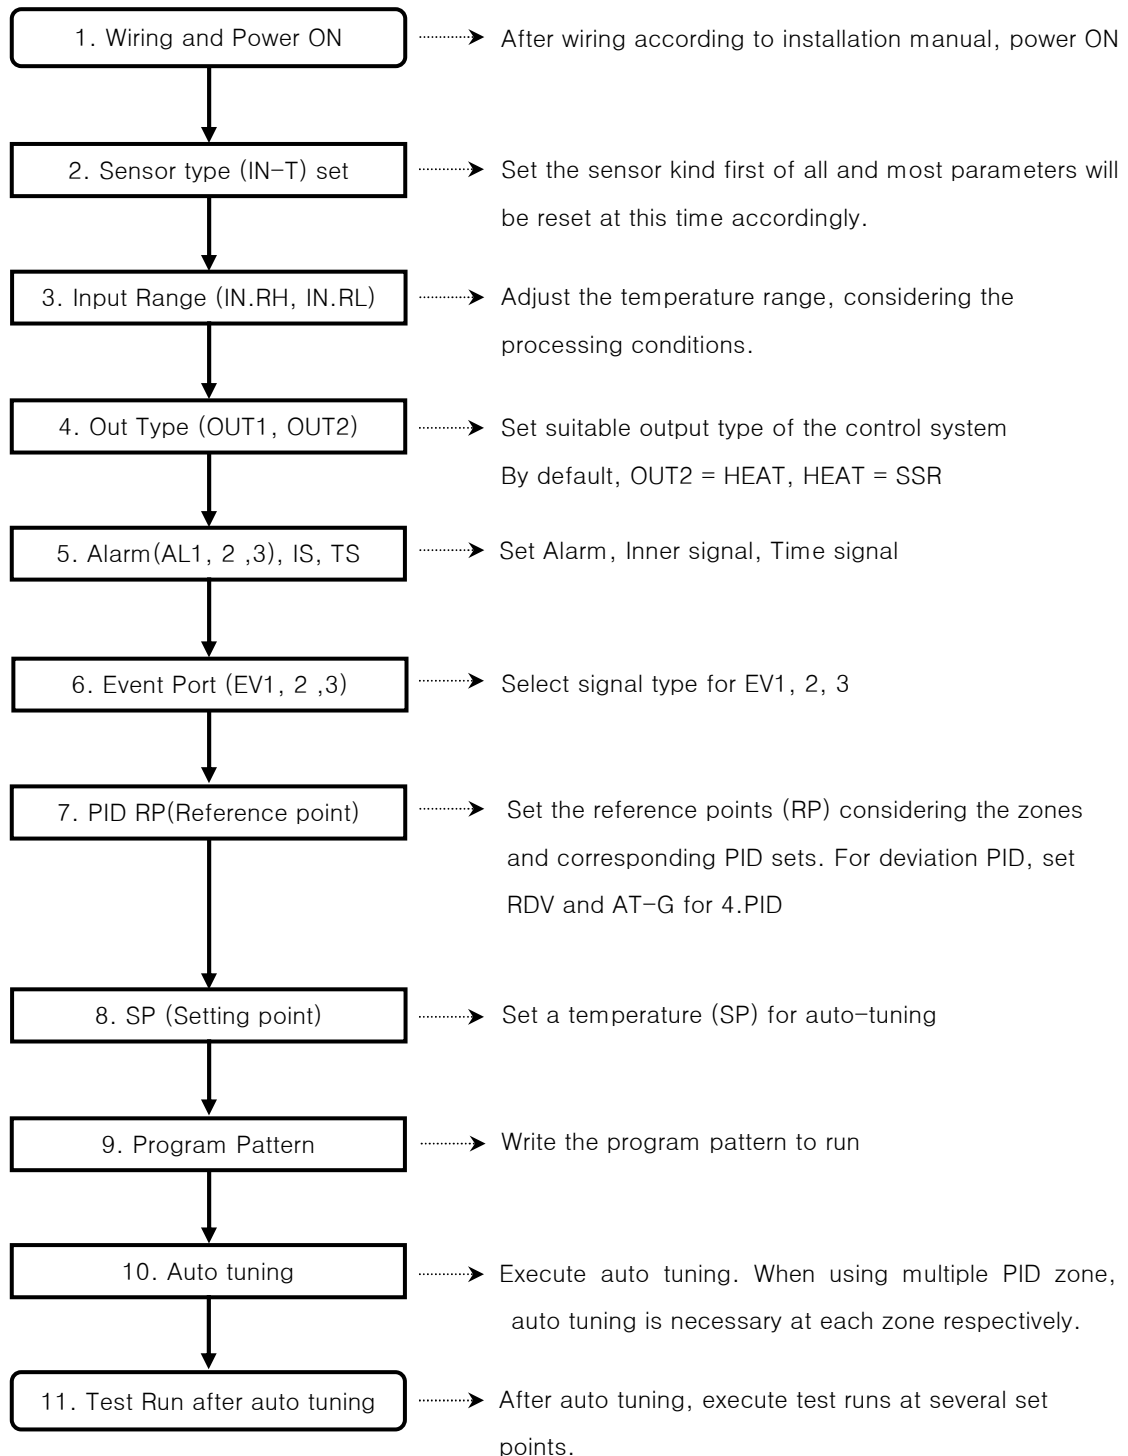 1. Wiring and Power ON
After wiring according to installation manual, power ON
2. Sensor type (IN-T) set
Set the sensor kind first of all and most parameters will
be reset at this time accordingly.
3. Input Range (IN.RH, IN.RL)
Adjust the temperature range, considering the
processing conditions.
4. Out Type (OUT1, OUT2)
Set suitable output type of the control system
By default, OUT2 = HEAT, HEAT = SSR
5. Alarm(AL1, 2 ,3), IS, TS
Set Alarm, Inner signal, Time signal
6. Event Port (EV1, 2 ,3)
Select signal type for EV1, 2, 3
7. PID RP(Reference point)
Set the reference points (RP) considering the zones
and corresponding PID sets. For deviation PID, set
RDV and AT-G for 4.PID
8. SP (Setting point)
Set a temperature (SP) for auto-tuning
9. Program Pattern
Write the program pattern to run
10. Auto tuning
Execute auto tuning. When using multiple PID zone,
auto tuning is necessary at each zone respectively.
11. Test Run after auto tuning
After auto tuning, execute test runs at several set
points.